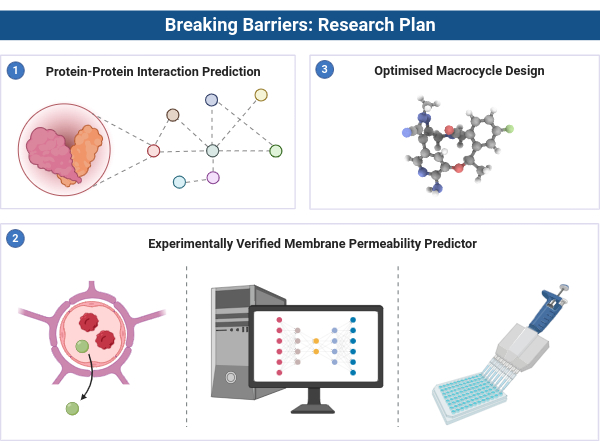 Breaking Barriers: Research Plan
1
Protein-Protein Interaction Prediction
3
Optimised Macrocycle Design
2
Experimentally Verified Membrane Permeability Predictor